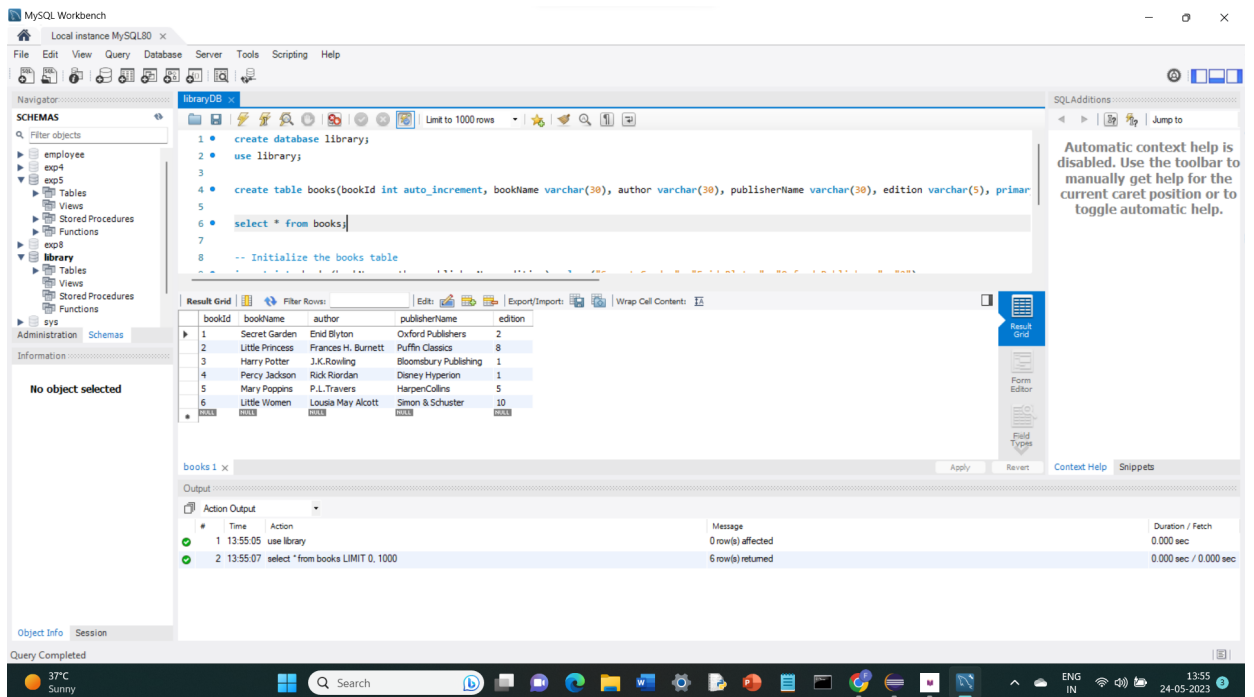 MySQL Workbench
Local instance MySQL80
File Edit View Query Database Server Tools Scripting Help
Navigator
SCHEMAS
Filter objects
employee
exp4
exp5
Tables
Views
Stored Procedures
Functions
exp8
library
Tables
Views
Stored Procedures
Functions
sys
Administration Schemas
Information
No object selected
Object Info Session
libraryDB
Limit to 1000 rows
1 create database library;
2 use library;
3
4 create table books(bookId int auto_increment, bookName varchar(30), author varchar(30), publisherName varchar(30), edition varchar(5), primar
5
6 select * from books;
7
8 -- Initialize the books table
Result Grid Filter Rows: Edit: Export/Import: Wrap Cell Content:
bookId bookName author publisherName edition
1 Secret Garden Enid Blyton Oxford Publishers 2
2 Little Princess Frances H. Burnett Puffin Classics 8
3 Harry Potter J.K.Rowling Bloomsbury Publishing 1
4 Percy Jackson Rick Riordan Disney Hyperion 1
5 Mary Poppins P.L.Travers HarpenCollins 5
6 Little Women Lousia May Alcott Simon & Schuster 10
NULL NULL NULL NULL NULL
Result
Grid
Form
Editor
Field
Types
books 1 Apply Revert
SQLAdditions
Jump to
Automatic context help is
disabled. Use the toolbar to
manually get help for the
current caret position or to
toggle automatic help.
Context Help Snippets
Output
Action Output
# Time Action Message Duration / Fetch
1 13:55:05 use library 0 row(s) affected 0.000 sec
2 13:55:07 select * from books LIMIT 0, 1000 6 row(s) returned 0.000 sec / 0.000 sec
Query Completed
37°C
Sunny
Search
ENG
IN
13:55
24-05-2023
3